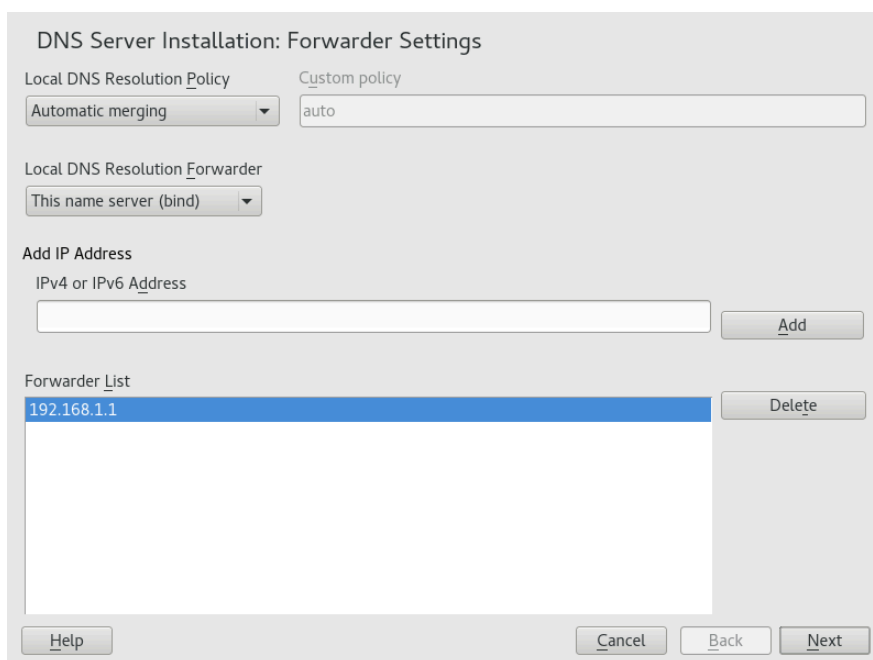 DNS Server Installation: Forwarder Settings
Local DNS Resolution Policy
Custom policy
Automatic merging
auto
Local DNS Resolution Forwarder
This name server (bind)
Add IP Address
IPv4 or IPv6 Address
Add
Forwarder List
192.168.1.1
Delete
Help
Cancel
Back
Next